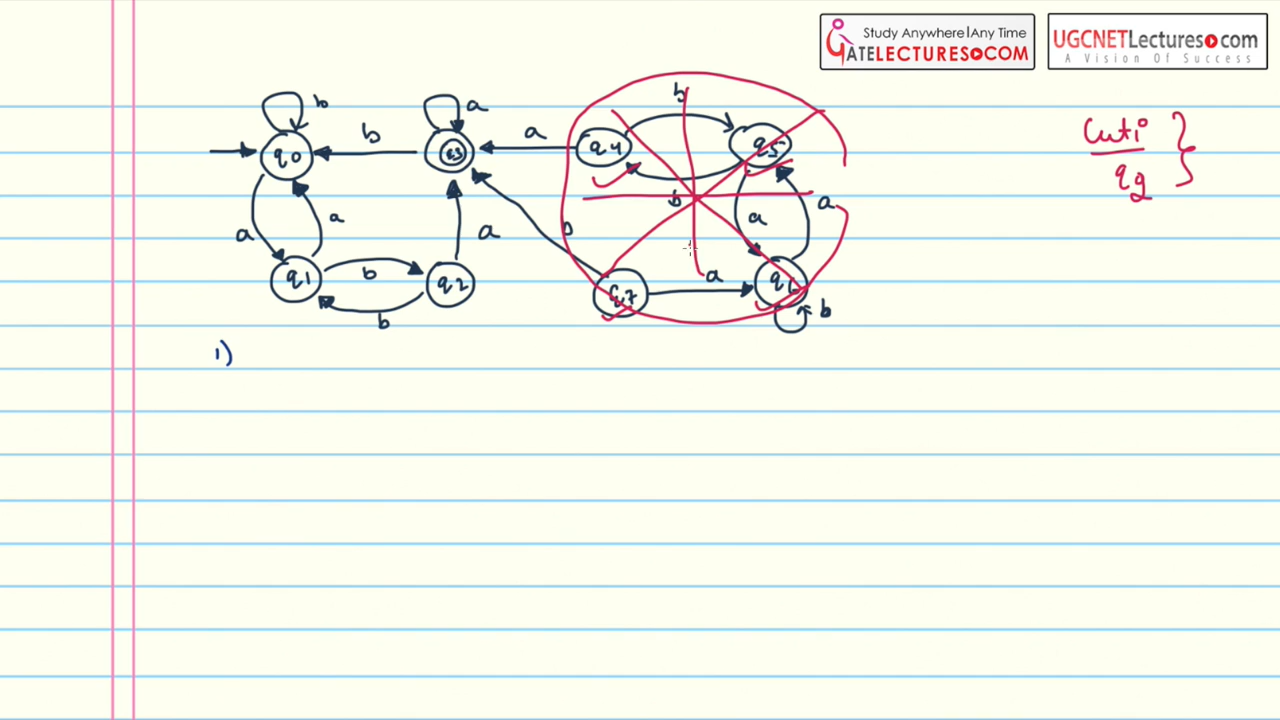 Study Anywhere|Any Time
GATELECTURES.COM
UGCNETLectures.com
A Vision Of Success
b
a
b
b
a
q0
q3
q4
q5
b
a
a
a
a
a
b
b
q1
q2
q7
a
q6
b
b
1)
q2